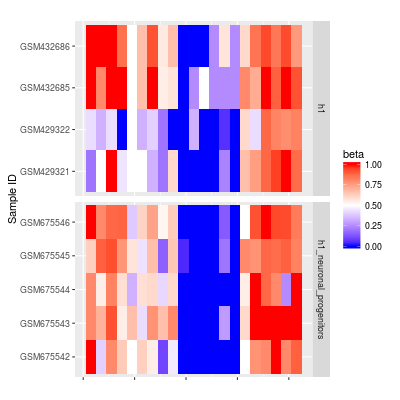 GSM432686
GSM432685
GSM429322
GSM429321
h1
GSM675546
GSM675545
GSM675544
GSM675543
GSM675542
h1_neuronal_progenitors
Sample ID
beta
1.00
0.75
0.50
0.25
0.00